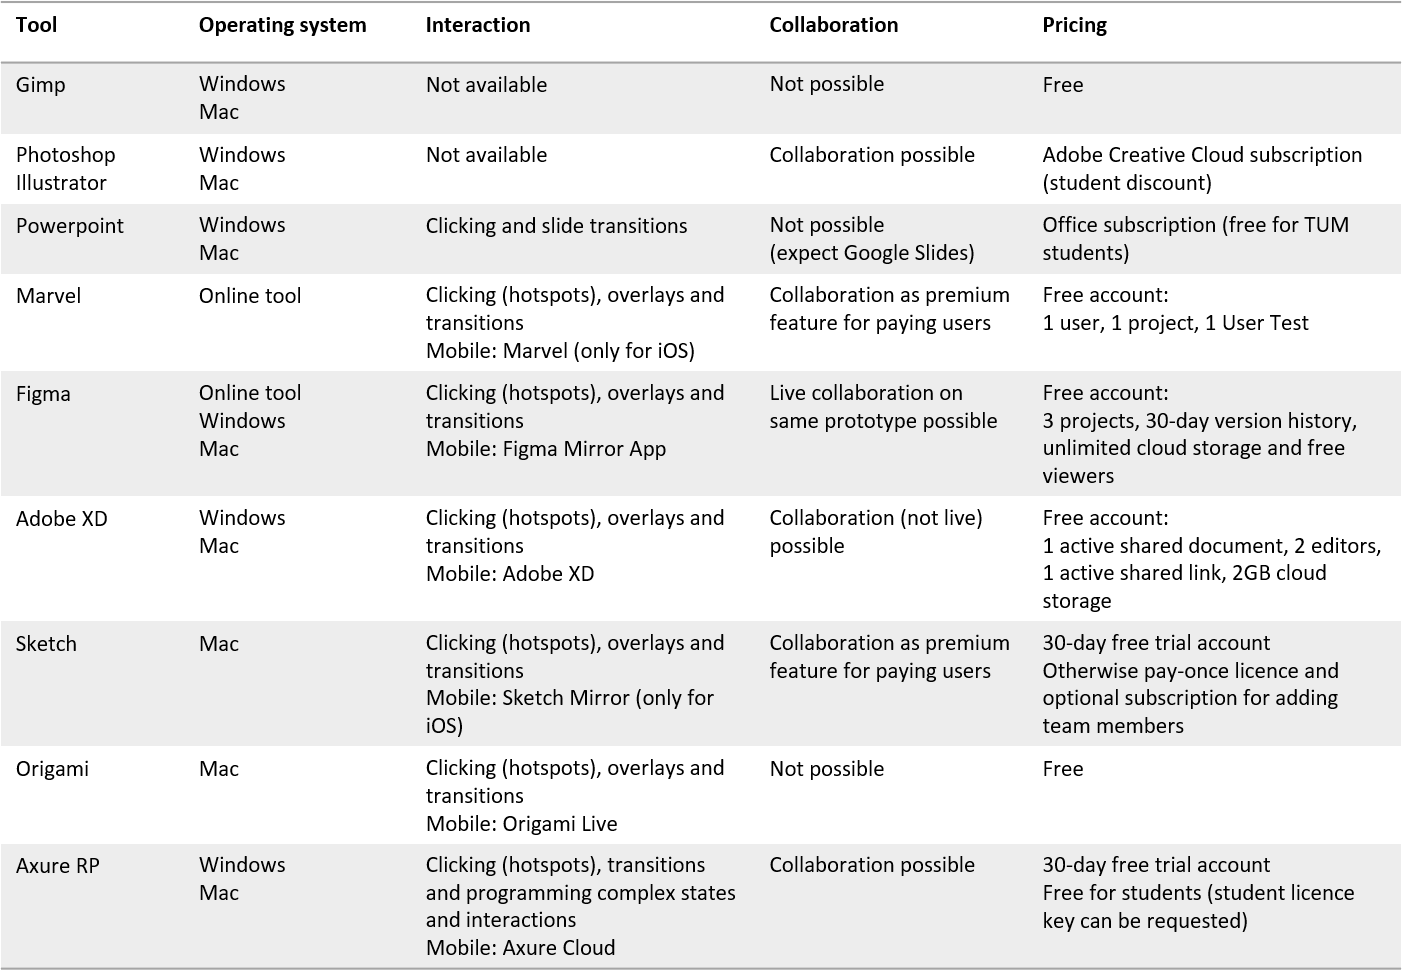 Tool Operating system Interaction Collaboration Pricing
Gimp Windows Not available Not possible Free
Mac
Photoshop Windows Not available Collaboration possible Adobe Creative Cloud subscription
Illustrator Mac (student discount)
Powerpoint Windows Clicking and slide transitions Not possible Office subscription (free for TUM
Mac (expect Google Slides) students)
Marvel Online tool Clicking (hotspots), overlays and Collaboration as premium Free account:
transitions feature for paying users 1 user, 1 project, 1 User Test
Mobile: Marvel (only for iOS)
Figma Online tool Clicking (hotspots), overlays and Live collaboration on Free account:
Windows transitions same prototype possible 3 projects, 30-day version history,
Mac Mobile: Figma Mirror App unlimited cloud storage and free
viewers
Adobe XD Windows Clicking (hotspots), overlays and Collaboration (not live) Free account:
Mac transitions possible 1 active shared document, 2 editors,
Mobile: Adobe XD 1 active shared link, 2GB cloud
storage
Sketch Mac Clicking (hotspots), overlays and Collaboration as premium 30-day free trial account
transitions feature for paying users Otherwise pay-once licence and
Mobile: Sketch Mirror (only for optional subscription for adding
iOS) team members
Origami Mac Clicking (hotspots), overlays and Not possible Free
transitions
Mobile: Origami Live
Axure RP Windows Clicking (hotspots), transitions Collaboration possible 30-day free trial account
Mac and programming complex states Free for students (student licence
and interactions key can be requested)
Mobile: Axure Cloud